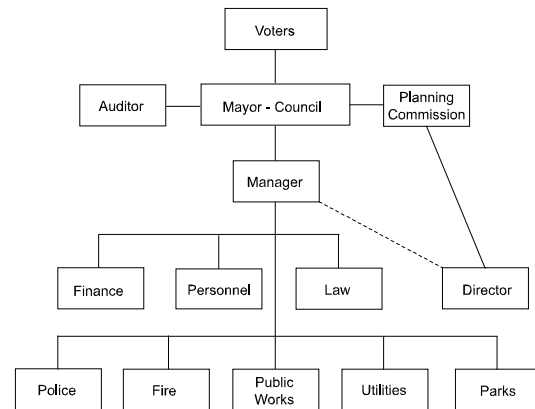 Voters
Auditor
Mayor - Council
Planning
Commission
Manager
Finance
Personnel
Law
Director
Police
Fire
Public
Works
Utilities
Parks